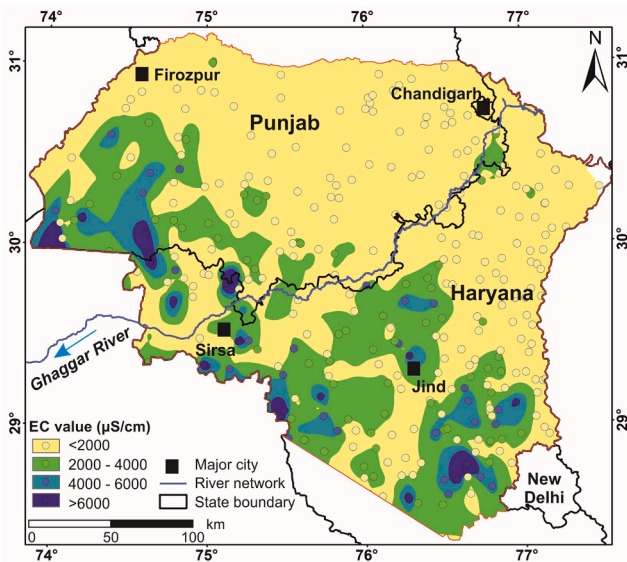 74° 75° 76° 77°
N
31° 31°
Firozpur
Chandigarh
Punjab
30° 30°
Haryana
Ghaggar River
Sirsa
Jind
29° 29°
EC value (µS/cm)
<2000
2000 - 4000
4000 - 6000
>6000
Major city
River network
State boundary
New
Delhi
0 50 100 km
74° 75° 76° 77°